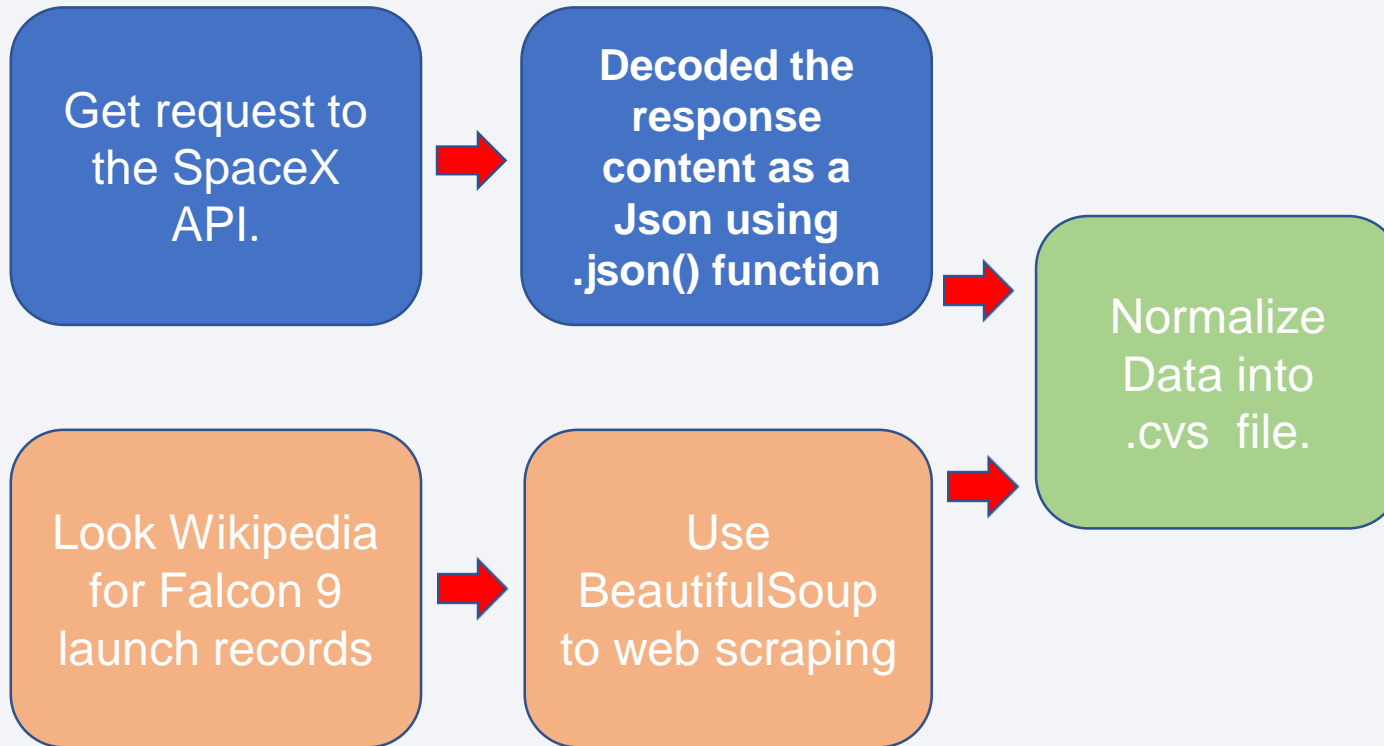 Get request to
the SpaceX
API.
Decoded the
response
content as a
Json using
.json() function
Normalize
Data into
.cvs file.
Look Wikipedia
for Falcon 9
launch records
Use
BeautifulSoup
to web scraping